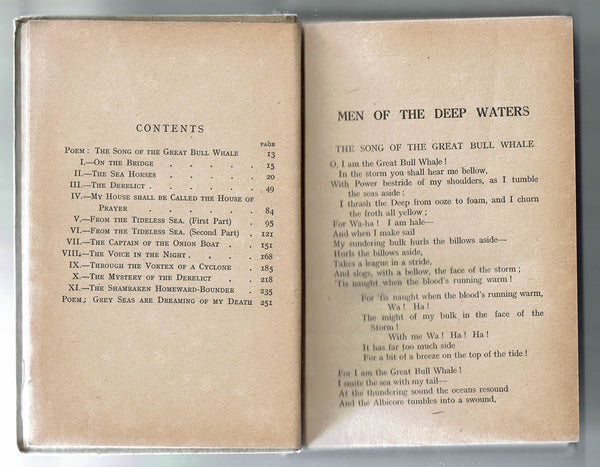 CONTENTS
PAGE
POEM: THE SONG OF THE GREAT BULL WHALE 13
I.—ON THE BRIDGE . . . . . 15
II.—THE SEA HORSES . . . . . 20
III.—THE DERELICT . . . . . 49
IV.—MY HOUSE SHALL BE CALLED THE HOUSE OF
PRAYER . . . . . 84
V.—FROM THE TIDELESS SEA. (First Part) . 95
VI.—FROM THE TIDELESS SEA. (Second Part) . 121
VII.—THE CAPTAIN OF THE ONION BOAT . . 151
VIII.—THE VOICE IN THE NIGHT . . . . 168
IX.—THROUGH THE VORTEX OF A CYCLONE . 185
X.—THE MYSTERY OF THE DERELICT . . 218
XI.—THE SHAMRAKEN HOMEWARD-BOUNDER . 235
POEM; GREY SEAS ARE DREAMING OF MY DEATH 251
MEN OF THE DEEP WATERS
THE SONG OF THE GREAT BULL WHALE
O, I am the Great Bull Whale!
In the storm you shall hear me bellow,
With Power bestride of my shoulders, as I tumble
the seas aside:
I thrash the Deep from ooze to foam, and I churn
the froth all yellow;
For Wa-ha! I am hale—
And when I make sail
My sundering bulk hurls the billows aside—
Hurls the billows aside,
Takes a league in a stride,
And slogs, with a bellow, the face of the storm;
'Tis naught when the blood's running warm!
For 'tis naught when the blood's running warm,
Wa! Ha!
The might of my bulk in the face of the
Storm!
With me Wa! Ha! Ha!
It has far too much side
For a bit of a breeze on the top of the tide!
For I am the Great Bull Whale!
I smite the sea with my tail—
At the thundering sound the oceans resound
And the Albicore tumbles into a swound,